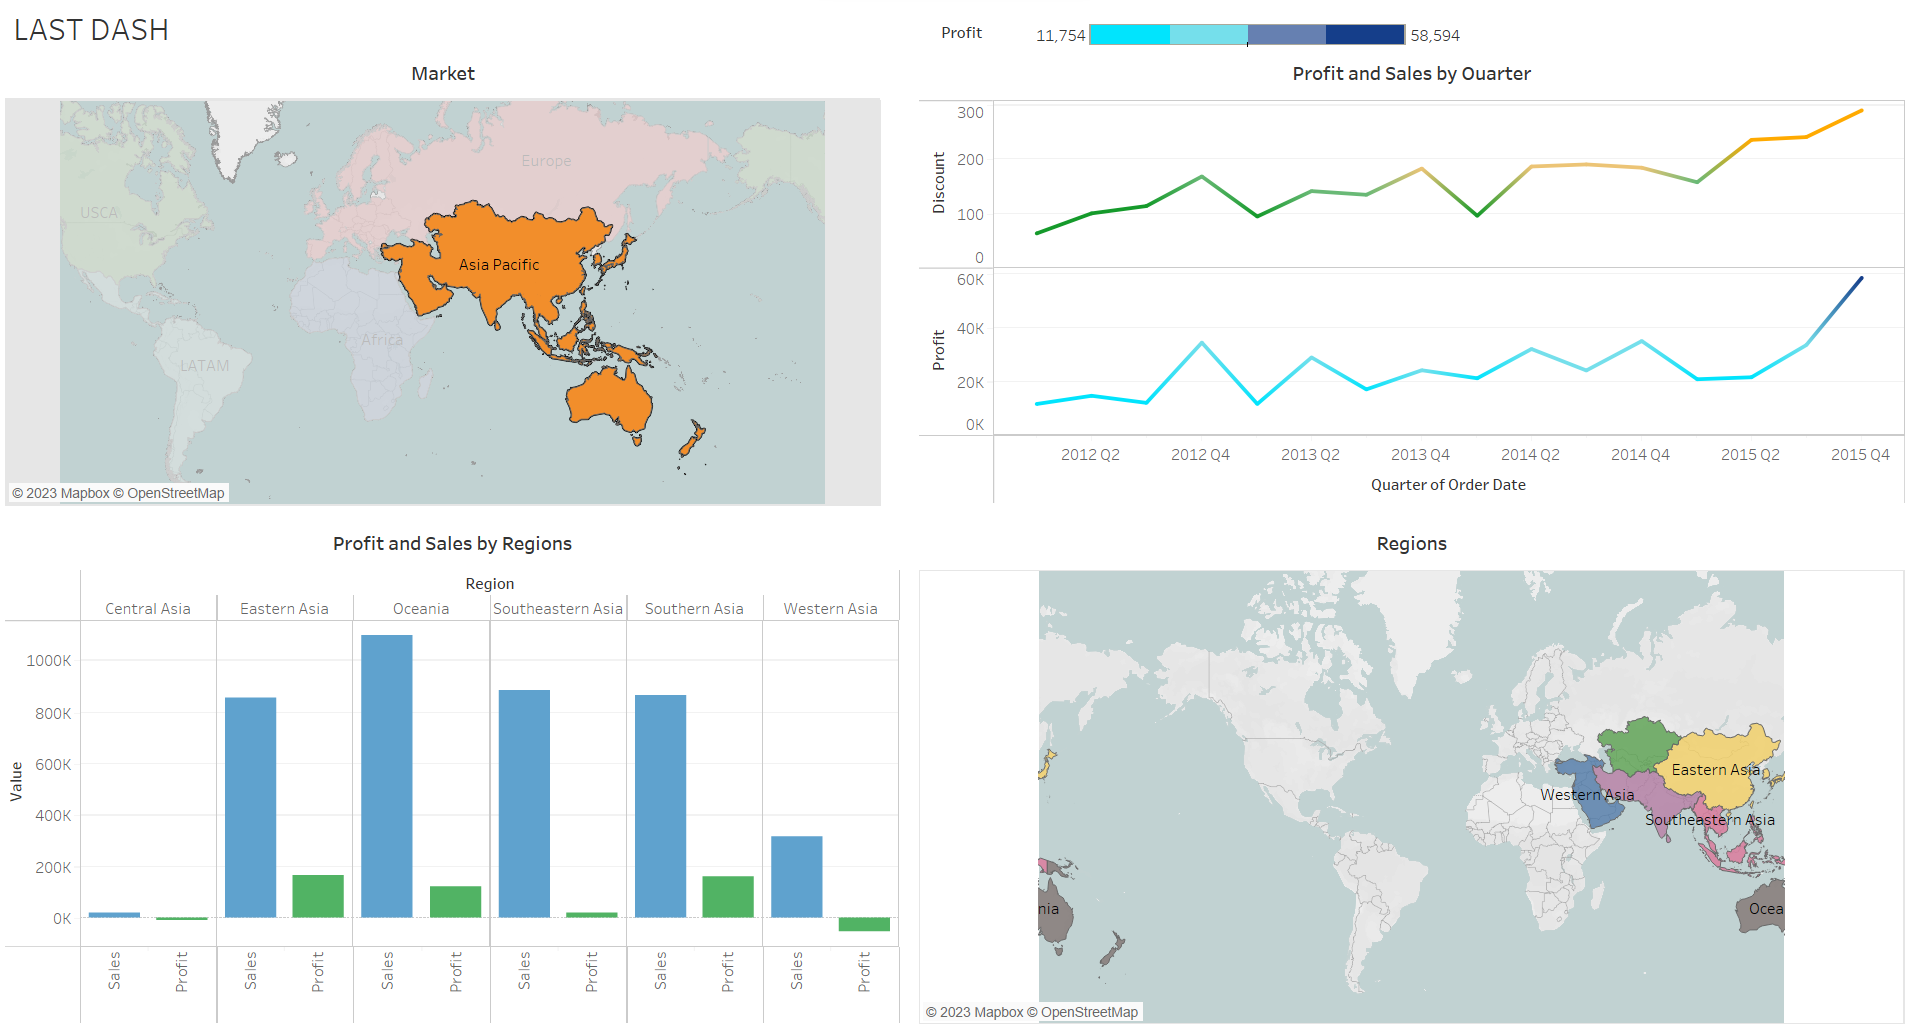 LAST DASH
Profit
11,754
58,594
Market
USCA
Europe
Asia Pacific
Africa
LATAM
© 2023 Mapbox © OpenStreetMap
Profit and Sales by Quarter
Discount
300
200
100
0
Profit
60K
40K
20K
0K
2012 Q2 2012 Q4 2013 Q2 2013 Q4 2014 Q2 2014 Q4 2015 Q2 2015 Q4
Quarter of Order Date
Profit and Sales by Regions
Region
Central Asia Eastern Asia Oceania Southeastern Asia Southern Asia Western Asia
Value
1000K
800K
600K
400K
200K
0K
Sales Profit Sales Profit Sales Profit Sales Profit Sales Profit Sales Profit
Regions
Eastern Asia
Western Asia
Southeastern Asia
nia
Ocea
© 2023 Mapbox © OpenStreetMap